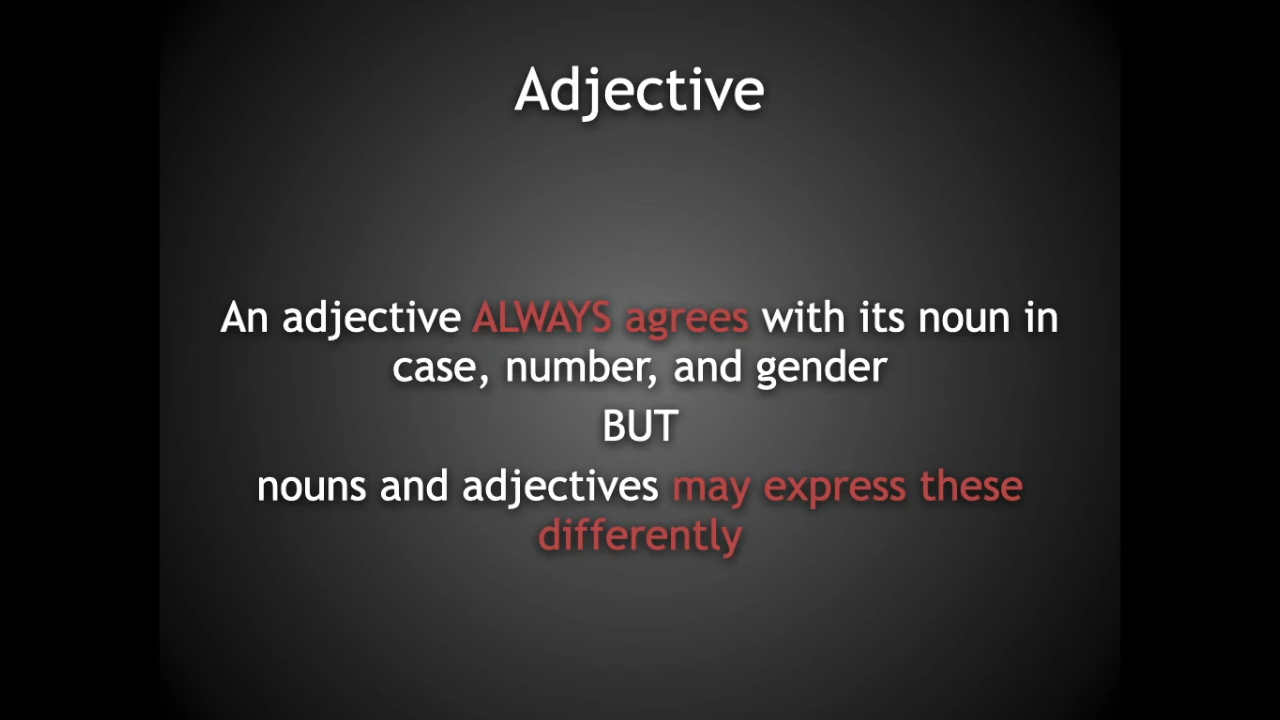 Adjective
An adjective ALWAYS agrees with its noun in
case, number, and gender
BUT
nouns and adjectives may express these
differently